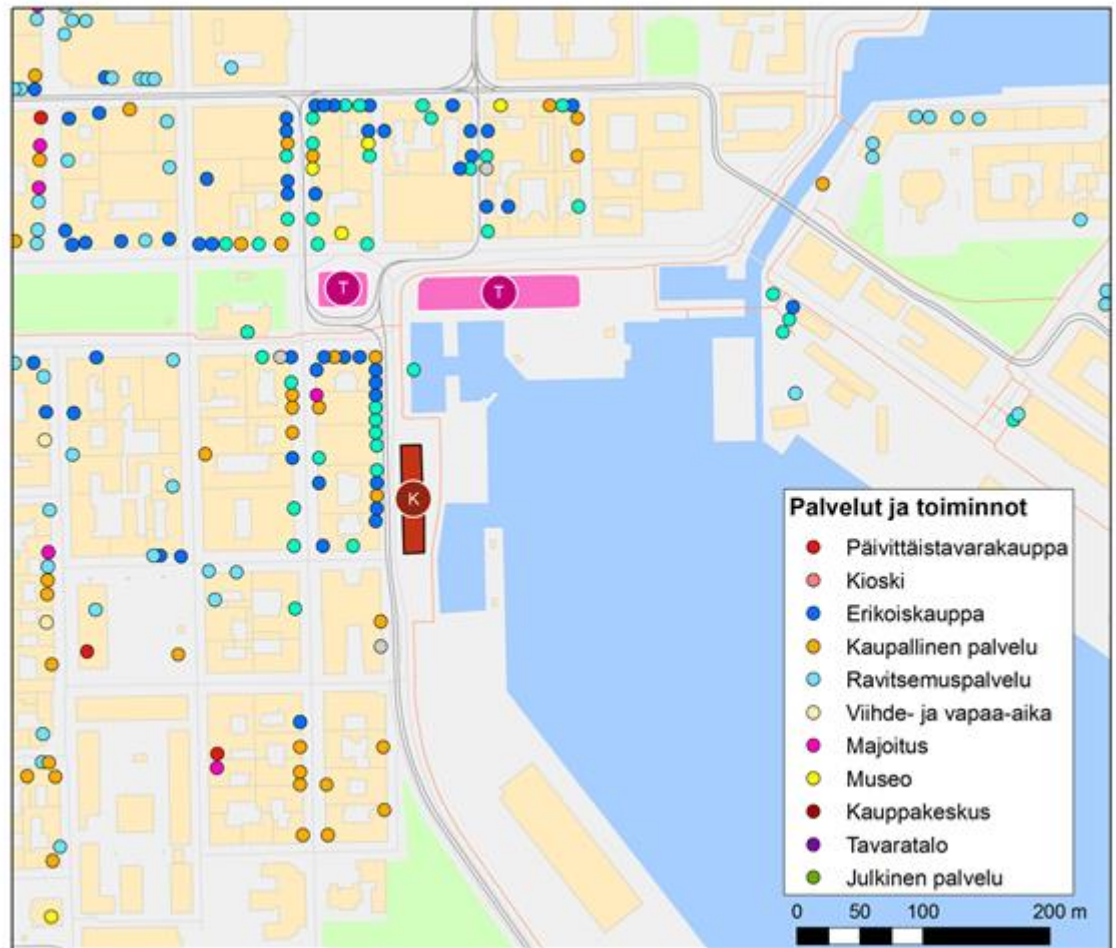 T
T
K
Palvelut ja toiminnot
Päivittäistavarakauppa
Kioski
Erikoiskauppa
Kaupallinen palvelu
Ravitsemuspalvelu
Viihde- ja vapaa-aika
Majoitus
Museo
Kauppakeskus
Tavaratalo
Julkinen palvelu
0 50 100 200 m